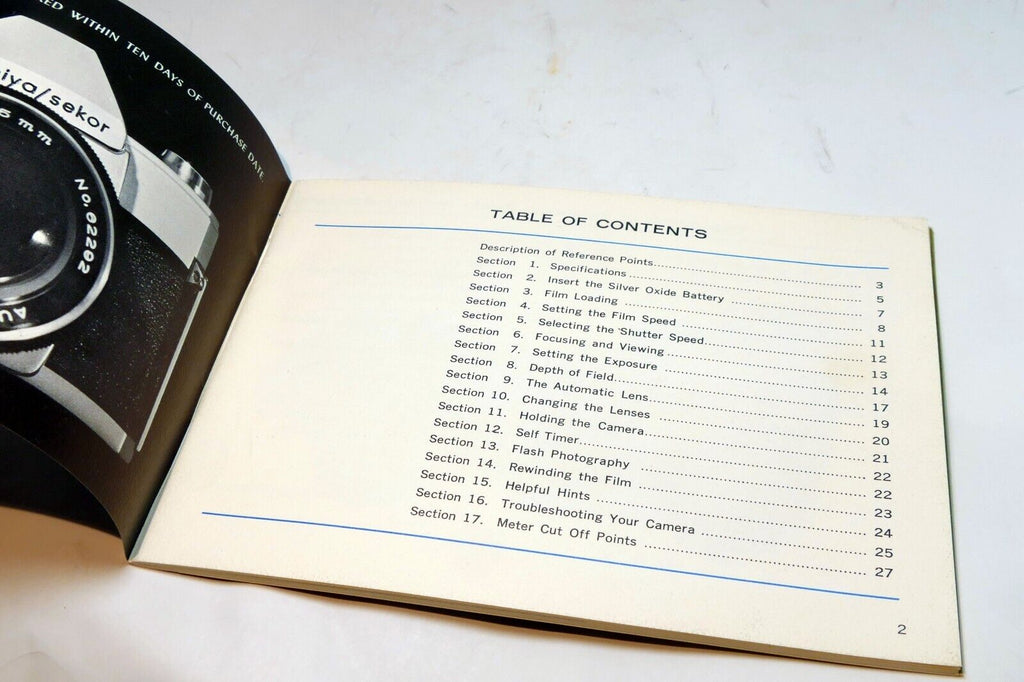 WITHIN TEN DAYS OF PURCHASE DATE.
iya/sekor
mm
No. 02202
AU
TABLE OF CONTENTS
Description of Reference Points.......... 3
Section 1. Specifications.......... 5
Section 2. Insert the Silver Oxide Battery .......... 7
Section 3. Film Loading .......... 8
Section 4. Setting the Film Speed .......... 11
Section 5. Selecting the Shutter Speed.......... 12
Section 6. Focusing and Viewing.......... 13
Section 7. Setting the Exposure .......... 14
Section 8. Depth of Field.......... 17
Section 9. The Automatic Lens.......... 19
Section 10. Changing the Lenses .......... 20
Section 11. Holding the Camera.......... 21
Section 12. Self Timer.......... 22
Section 13. Flash Photography .......... 22
Section 14. Rewinding the Film .......... 23
Section 15. Helpful Hints .......... 24
Section 16. Troubleshooting Your Camera .......... 25
Section 17. Meter Cut Off Points .......... 27
2